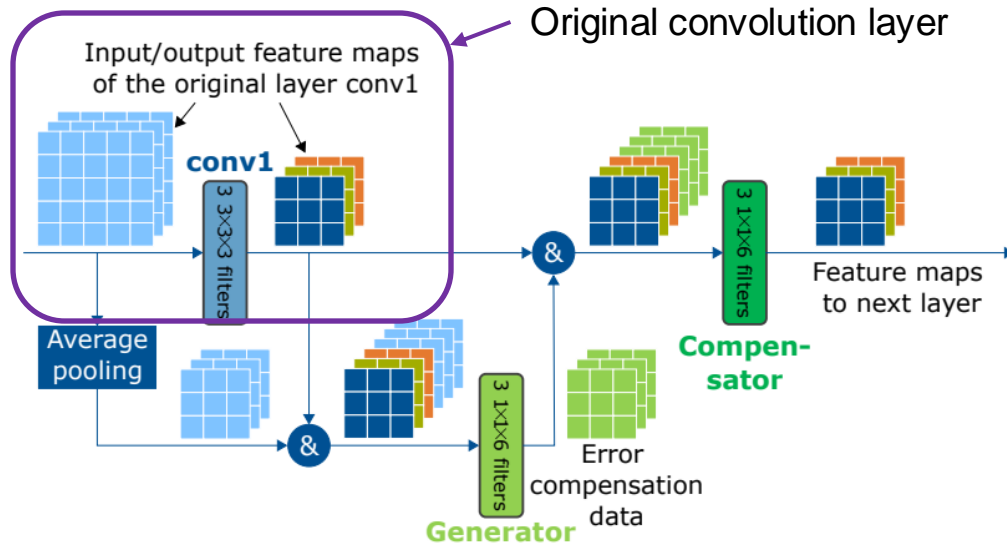 Original convolution layer
Input/output feature maps
of the original layer conv1
conv1
3 3×3×3 filters
&
3 1×1×6 filters
Feature maps
to next layer
Compen-
sator
Average
pooling
&
3 1×1×6 filters
Error
compensation
data
Generator